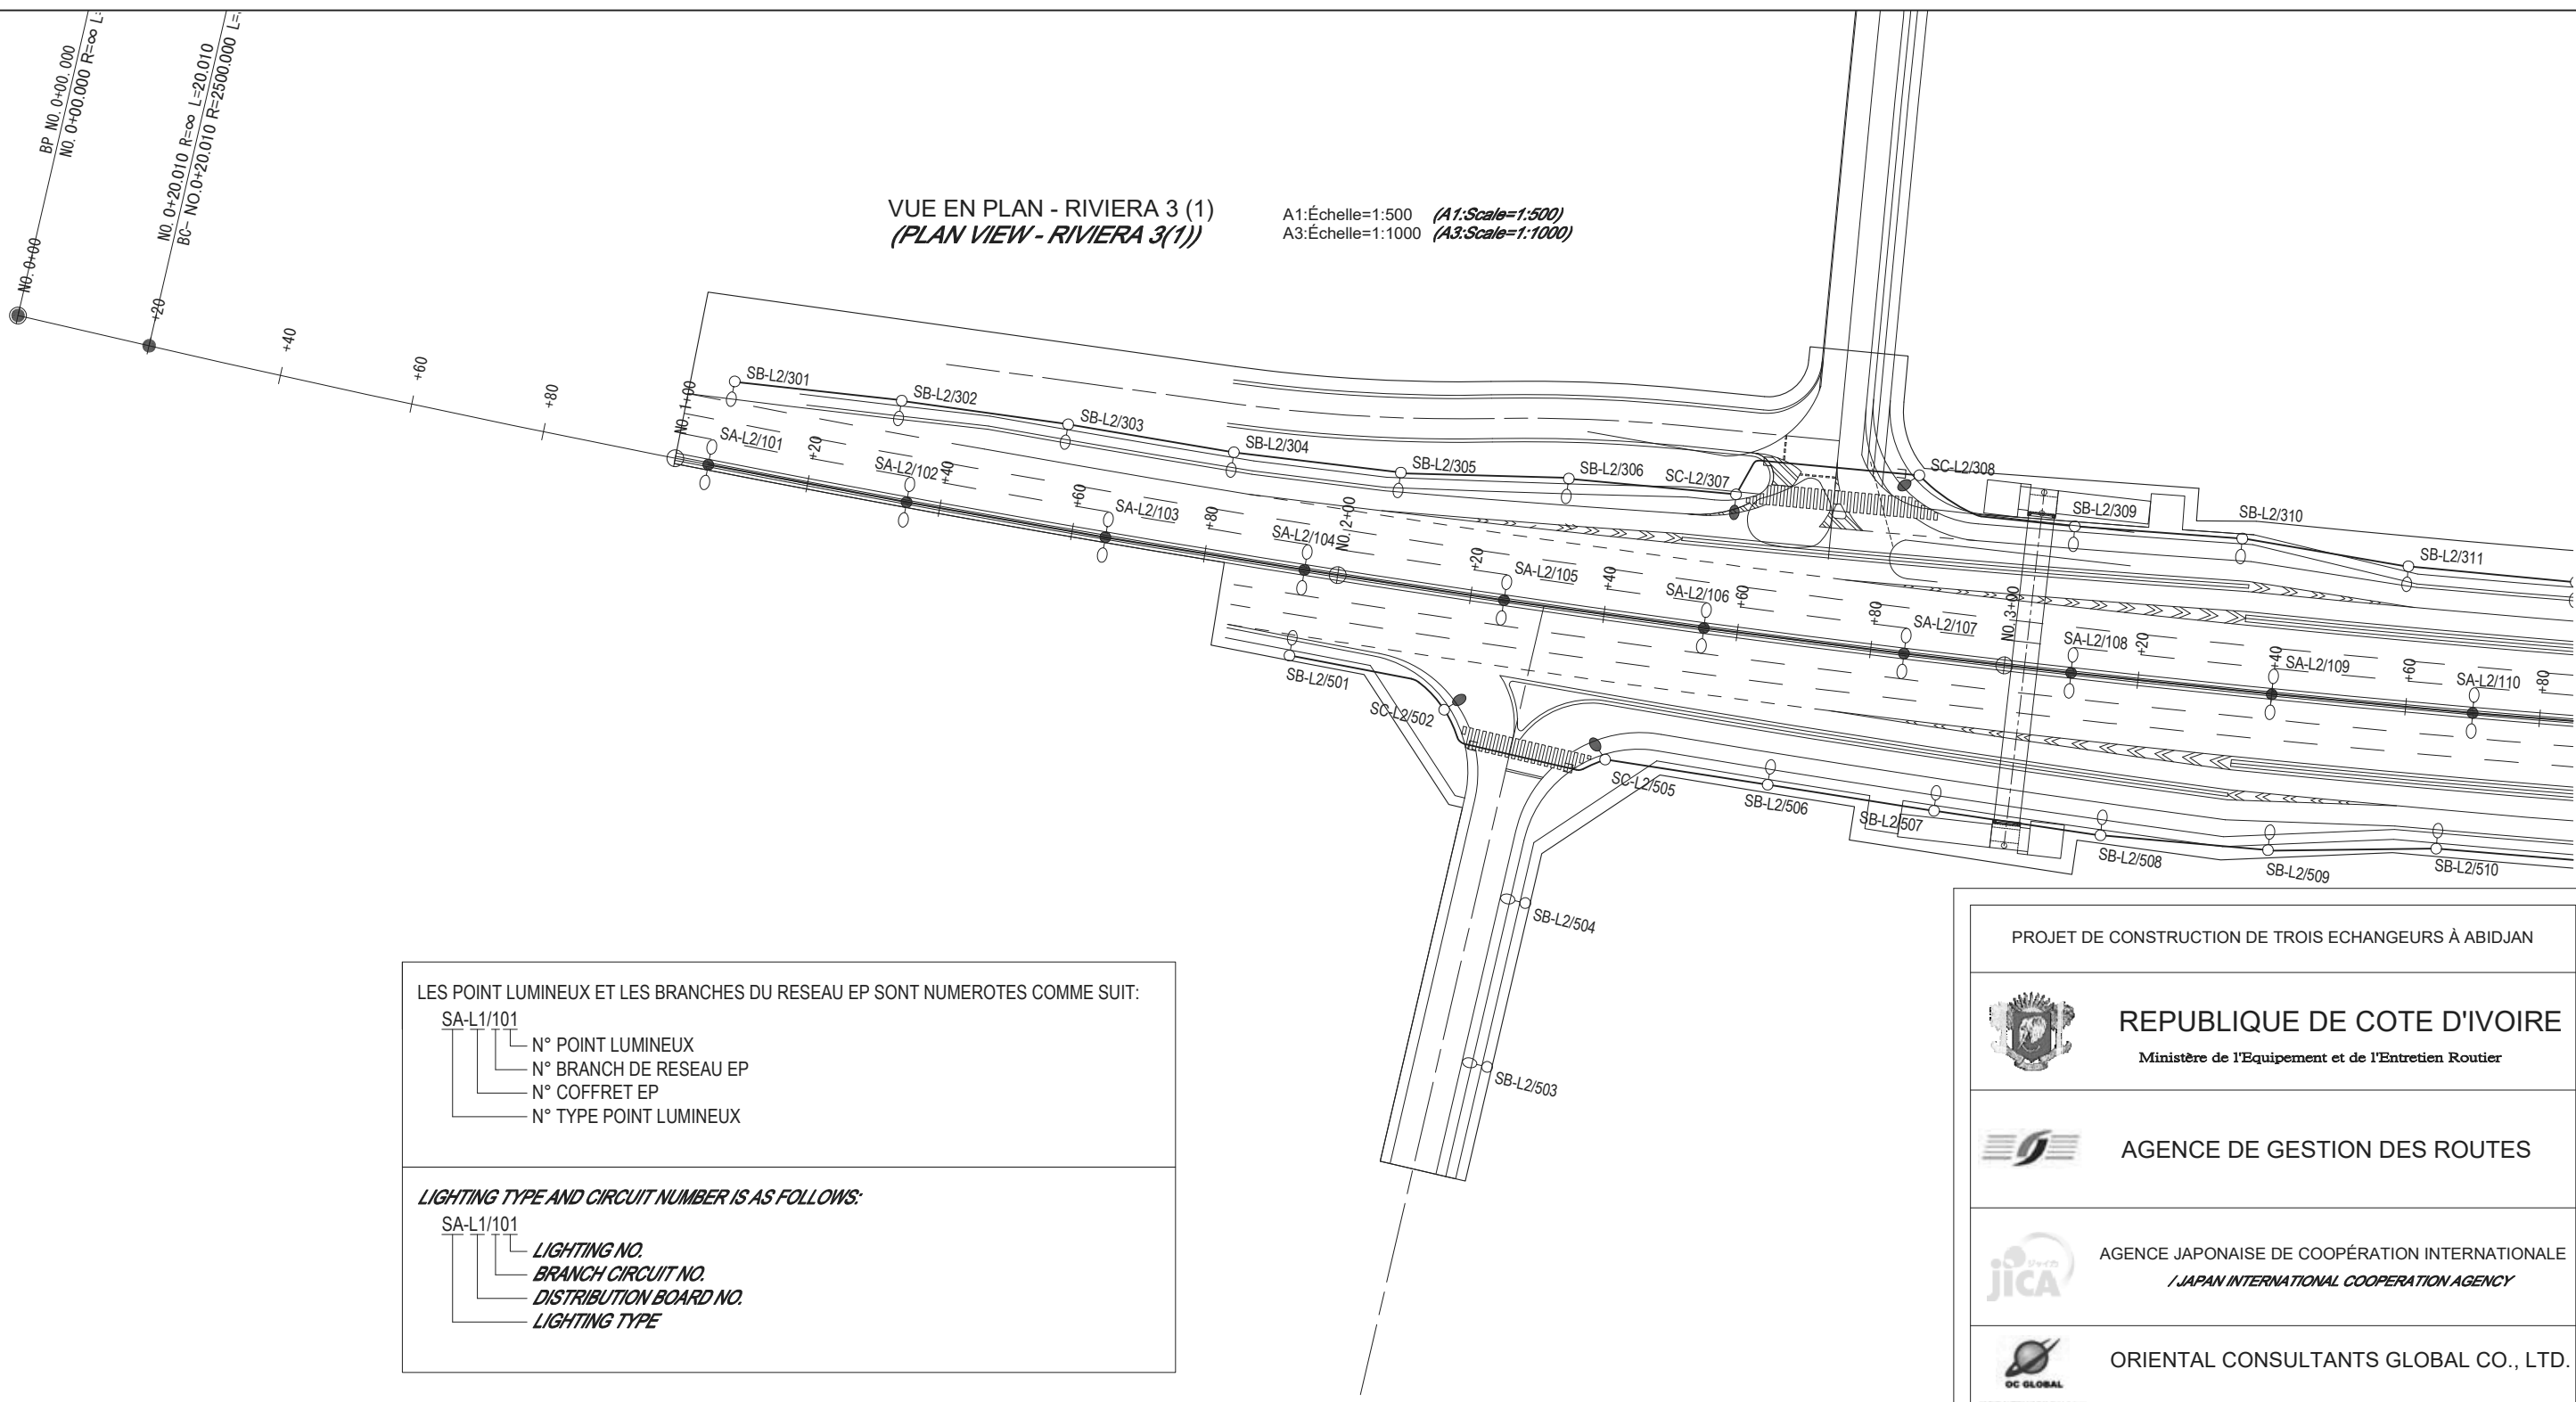 BP NO. 0+00. 000
NO. 0+00.000 R=∞ L=
NO. 0+20.010 R=∞ L=20.010
BC- NO.0+20.010 R=2500.000 L=
NO. 0+00
+20
+40
+60
+80
NO. 1+00
+20
+40
+60
+80
NO. 2+00
+20
+40
+60
+80
NO. 3+00
+20
+40
+60
+80
VUE EN PLAN - RIVIERA 3 (1)
(PLAN VIEW - RIVIERA 3(1))
A1:Échelle=1:500 (A1:Scale=1:500)
A3:Échelle=1:1000 (A3:Scale=1:1000)
SB-L2/301
SB-L2/302
SB-L2/303
SB-L2/304
SB-L2/305
SB-L2/306
SC-L2/307
SC-L2/308
SB-L2/309
SB-L2/310
SB-L2/311
SA-L2/101
SA-L2/102
SA-L2/103
SA-L2/104
SA-L2/105
SA-L2/106
SA-L2/107
SA-L2/108
SA-L2/109
SA-L2/110
SB-L2/501
SC-L2/502
SC-L2/505
SB-L2/506
SB-L2/507
SB-L2/508
SB-L2/509
SB-L2/510
SB-L2/504
SB-L2/503
LES POINT LUMINEUX ET LES BRANCHES DU RESEAU EP SONT NUMEROTES COMME SUIT:
SA-L1/101
N° POINT LUMINEUX
N° BRANCH DE RESEAU EP
N° COFFRET EP
N° TYPE POINT LUMINEUX
LIGHTING TYPE AND CIRCUIT NUMBER IS AS FOLLOWS:
SA-L1/101
LIGHTING NO.
BRANCH CIRCUIT NO.
DISTRIBUTION BOARD NO.
LIGHTING TYPE
PROJET DE CONSTRUCTION DE TROIS ECHANGEURS À ABIDJAN
REPUBLIQUE DE COTE D'IVOIRE
Ministère de l'Equipement et de l'Entretien Routier
AGENCE DE GESTION DES ROUTES
ジャイカ
JICA
AGENCE JAPONAISE DE COOPÉRATION INTERNATIONALE
/ JAPAN INTERNATIONAL COOPERATION AGENCY
OC GLOBAL
ORIENTAL CONSULTANTS GLOBAL CO., LTD.